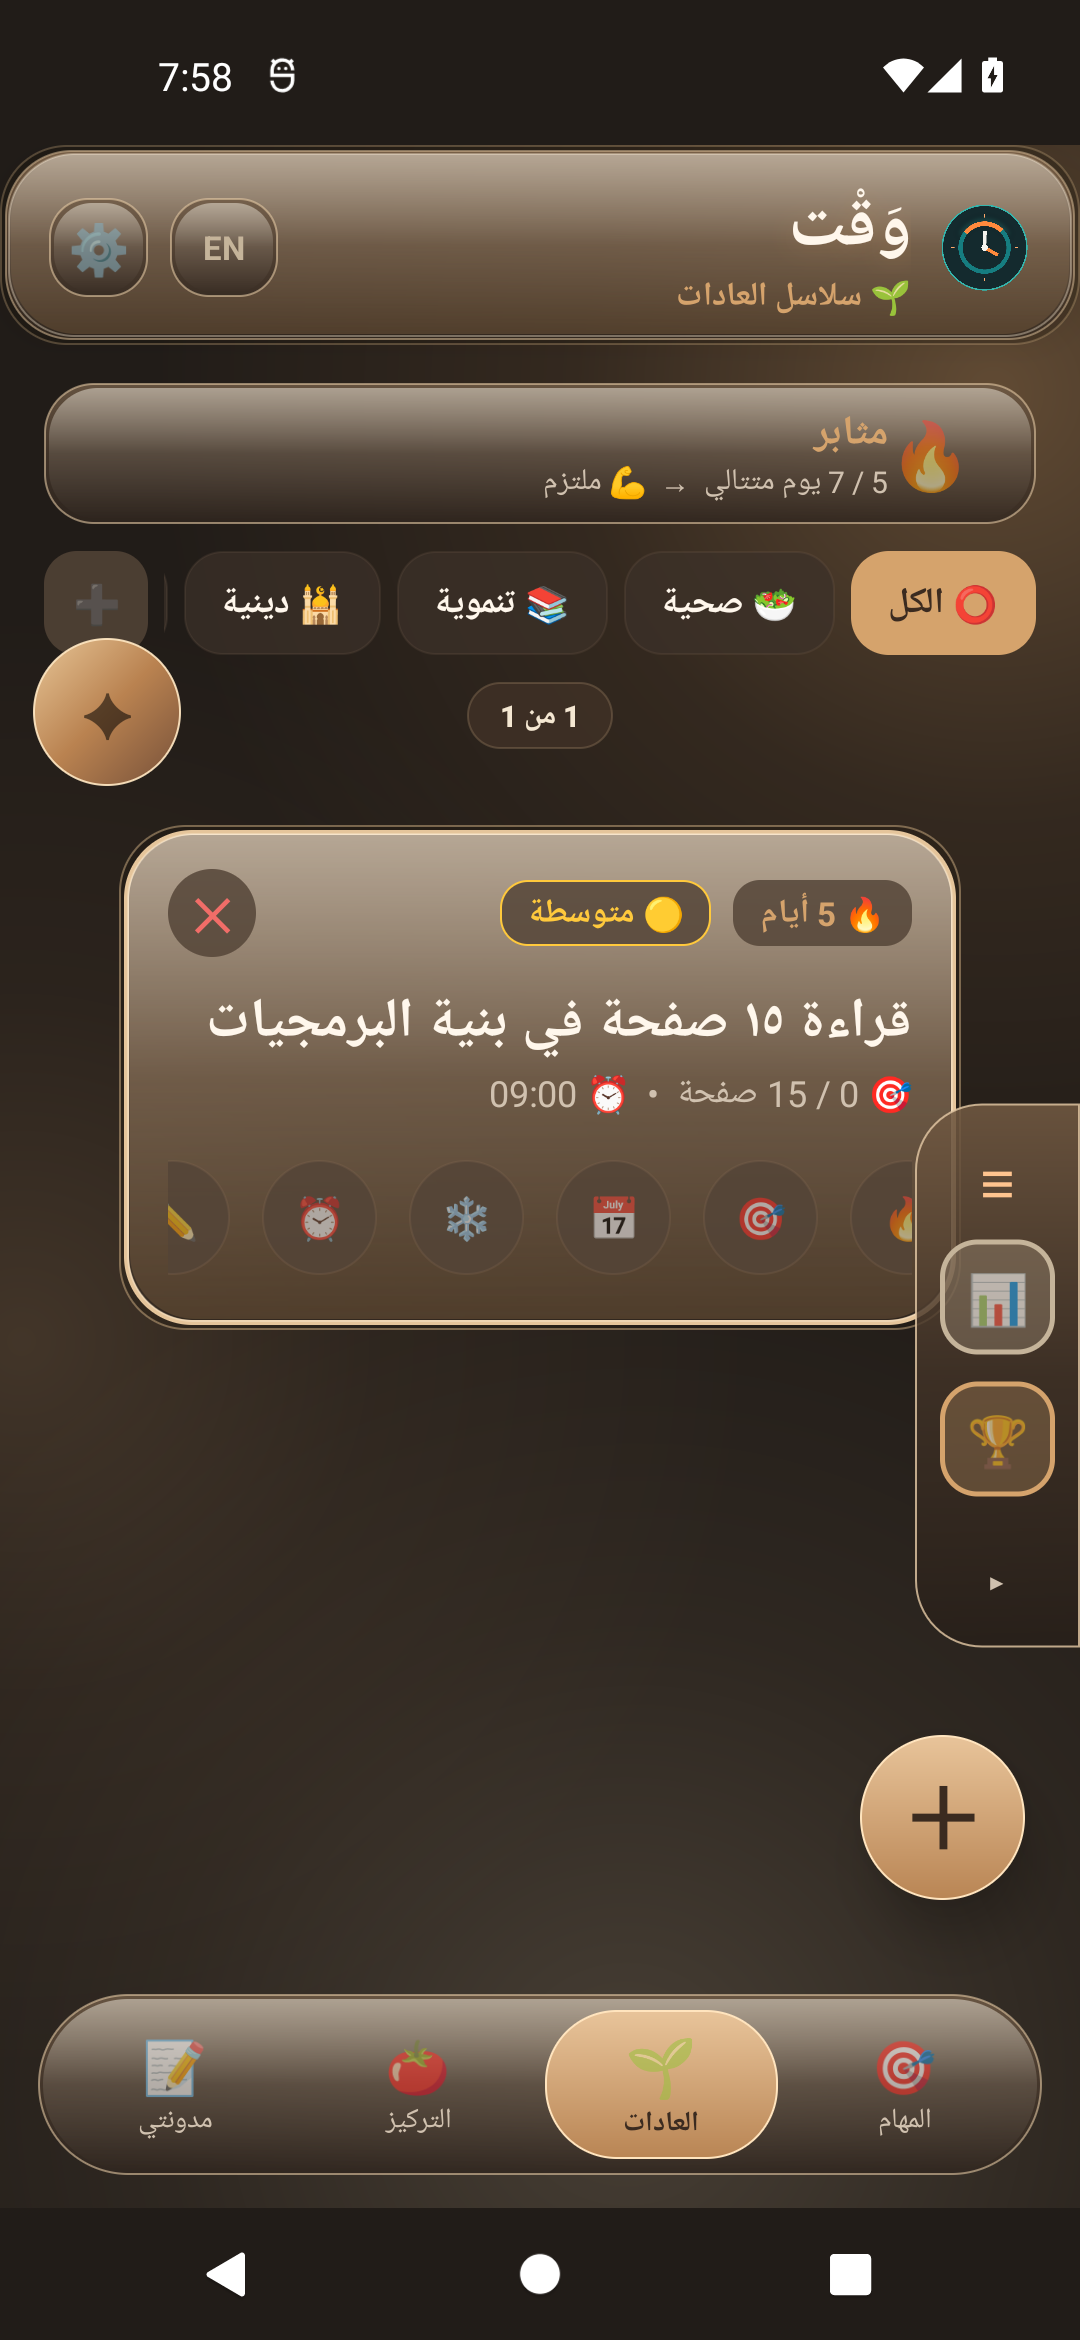 7:58
وَقْت
🌱 سلاسل العادات
EN
مثابر
5 / 7 يوم متتالي → 💪 ملتزم
⭕ الكل
🥗 صحية
📚 تنموية
🕌 دينية
1 من 1
🔥 5 أيام
🟡 متوسطة
قراءة ١٥ صفحة في بنية البرمجيات
🎯 0 / 15 صفحة • ⏰ 09:00
July
17
المهام
العادات
التركيز
مدونتي